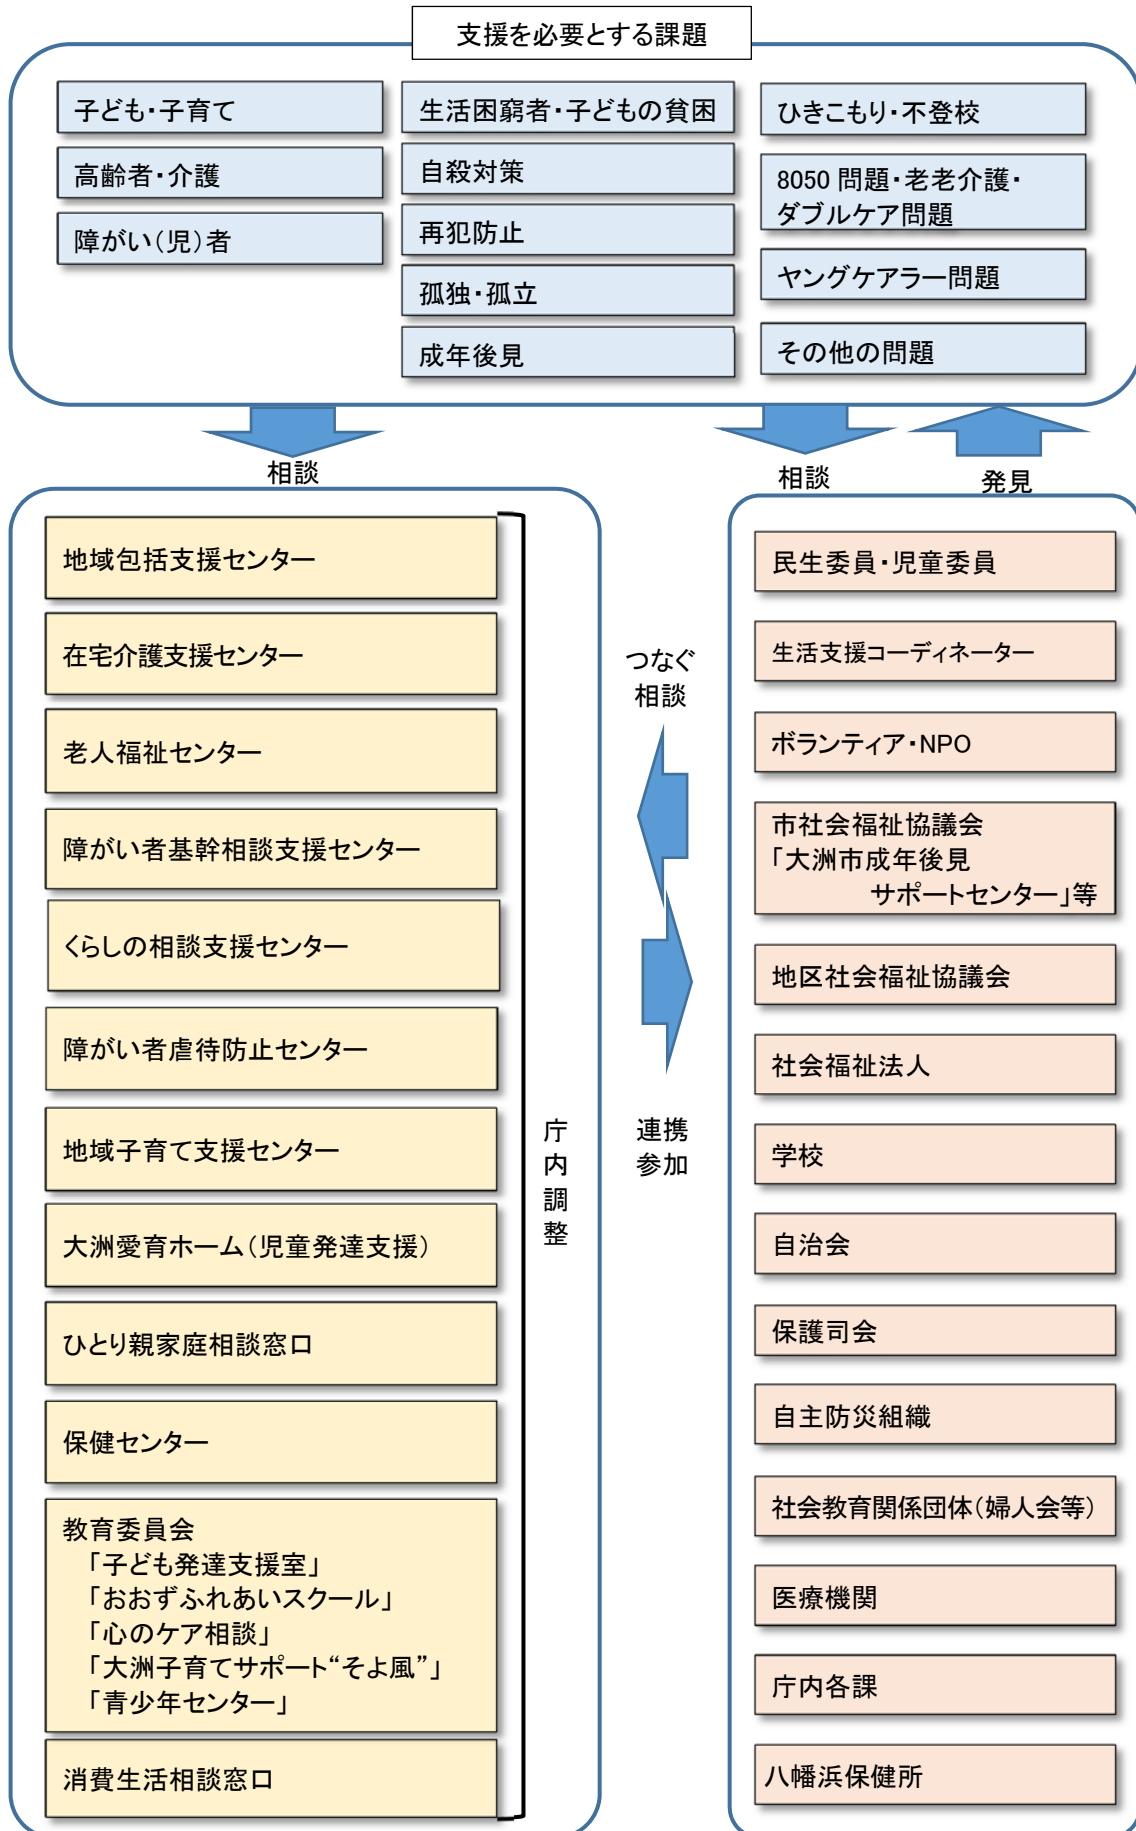 支援を必要とする課題
子ども・子育て
高齢者・介護
障がい（児）者
生活困窮者・子どもの貧困
自殺対策
再犯防止
孤独・孤立
成年後見
ひきこもり・不登校
8050 問題・老老介護・
ダブルケア問題
ヤングケアラー問題
その他の問題
相談
相談
発見
地域包括支援センター
在宅介護支援センター
老人福祉センター
障がい者基幹相談支援センター
くらしの相談支援センター
障がい者虐待防止センター
地域子育て支援センター
大洲愛育ホーム（児童発達支援）
ひとり親家庭相談窓口
保健センター
教育委員会
「子ども発達支援室」
「おおずふれあいスクール」
「心のケア相談」
「大洲子育てサポート“そよ風”」
「青少年センター」
消費生活相談窓口
庁内調整
つなぐ
相談
連携
参加
民生委員・児童委員
生活支援コーディネーター
ボランティア・NPO
市社会福祉協議会
「大洲市成年後見
サポートセンター」等
地区社会福祉協議会
社会福祉法人
学校
自治会
保護司会
自主防災組織
社会教育関係団体（婦人会等）
医療機関
庁内各課
八幡浜保健所